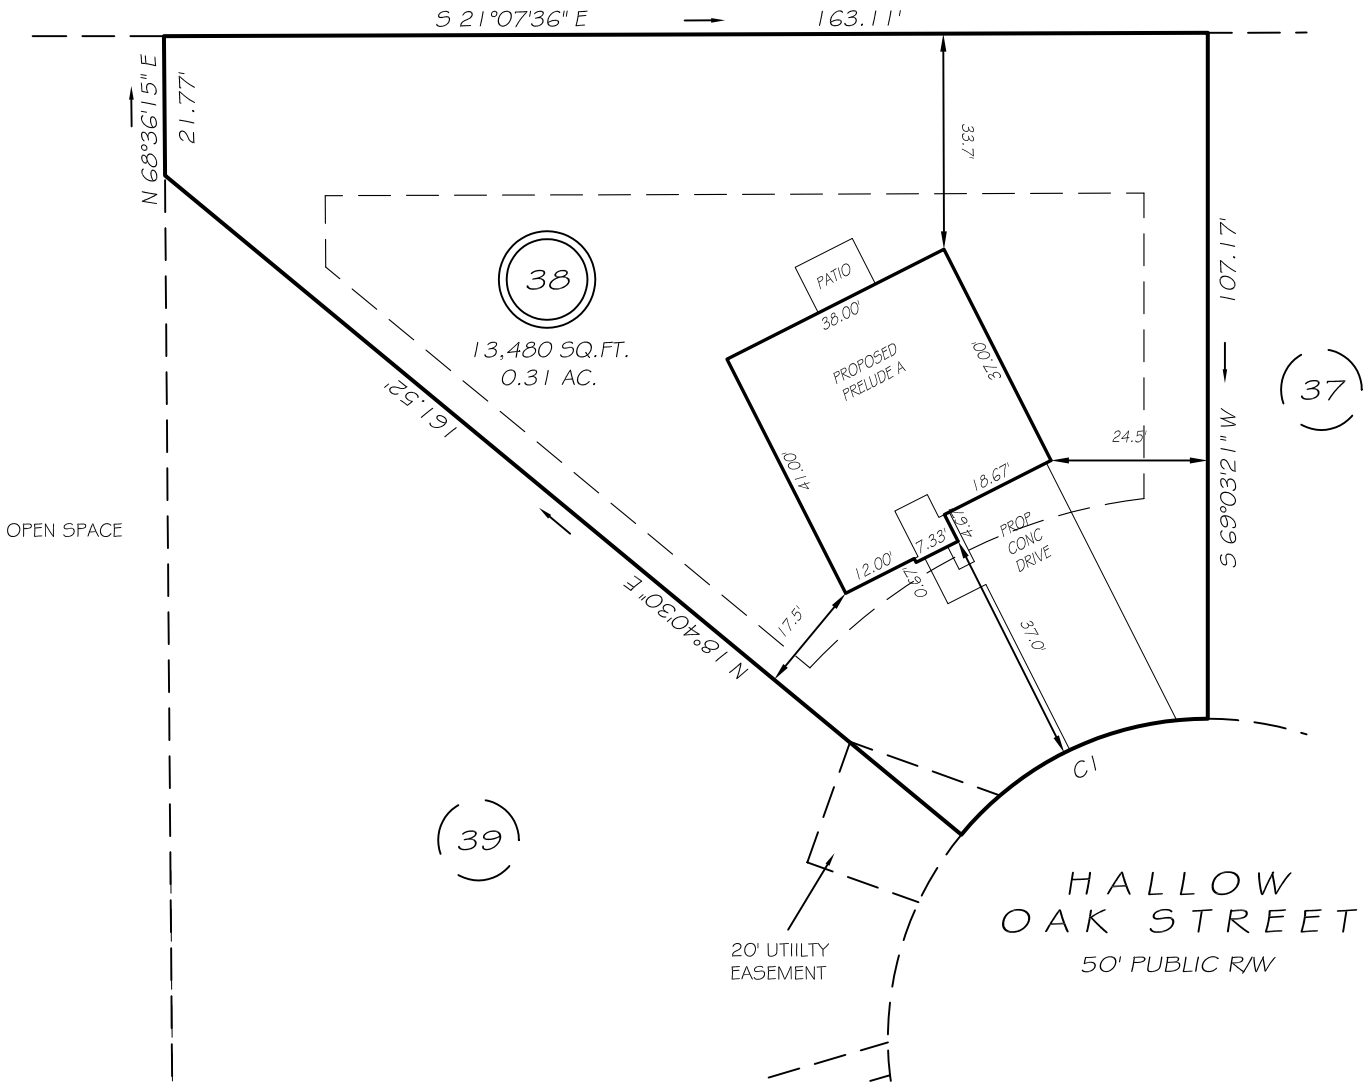 S 21°07'36" E
163.11'
N 68°36'15" E
21.77'
33.7'
107.17'
S 69°03'21" W
38
13,480 SQ.FT.
0.31 AC.
PATIO
38.00'
PROPOSED
PRELUDE A
37.00'
37
24.5'
161.52'
41.00'
18.67'
4.67'
PROP
CONC
DRIVE
7.33'
12.00'
0.67'
OPEN SPACE
N 18°40'30" E
17.5'
37.0'
C1
39
HALLOW
OAK STREET
50' PUBLIC R/W
20' UTIILTY
EASEMENT